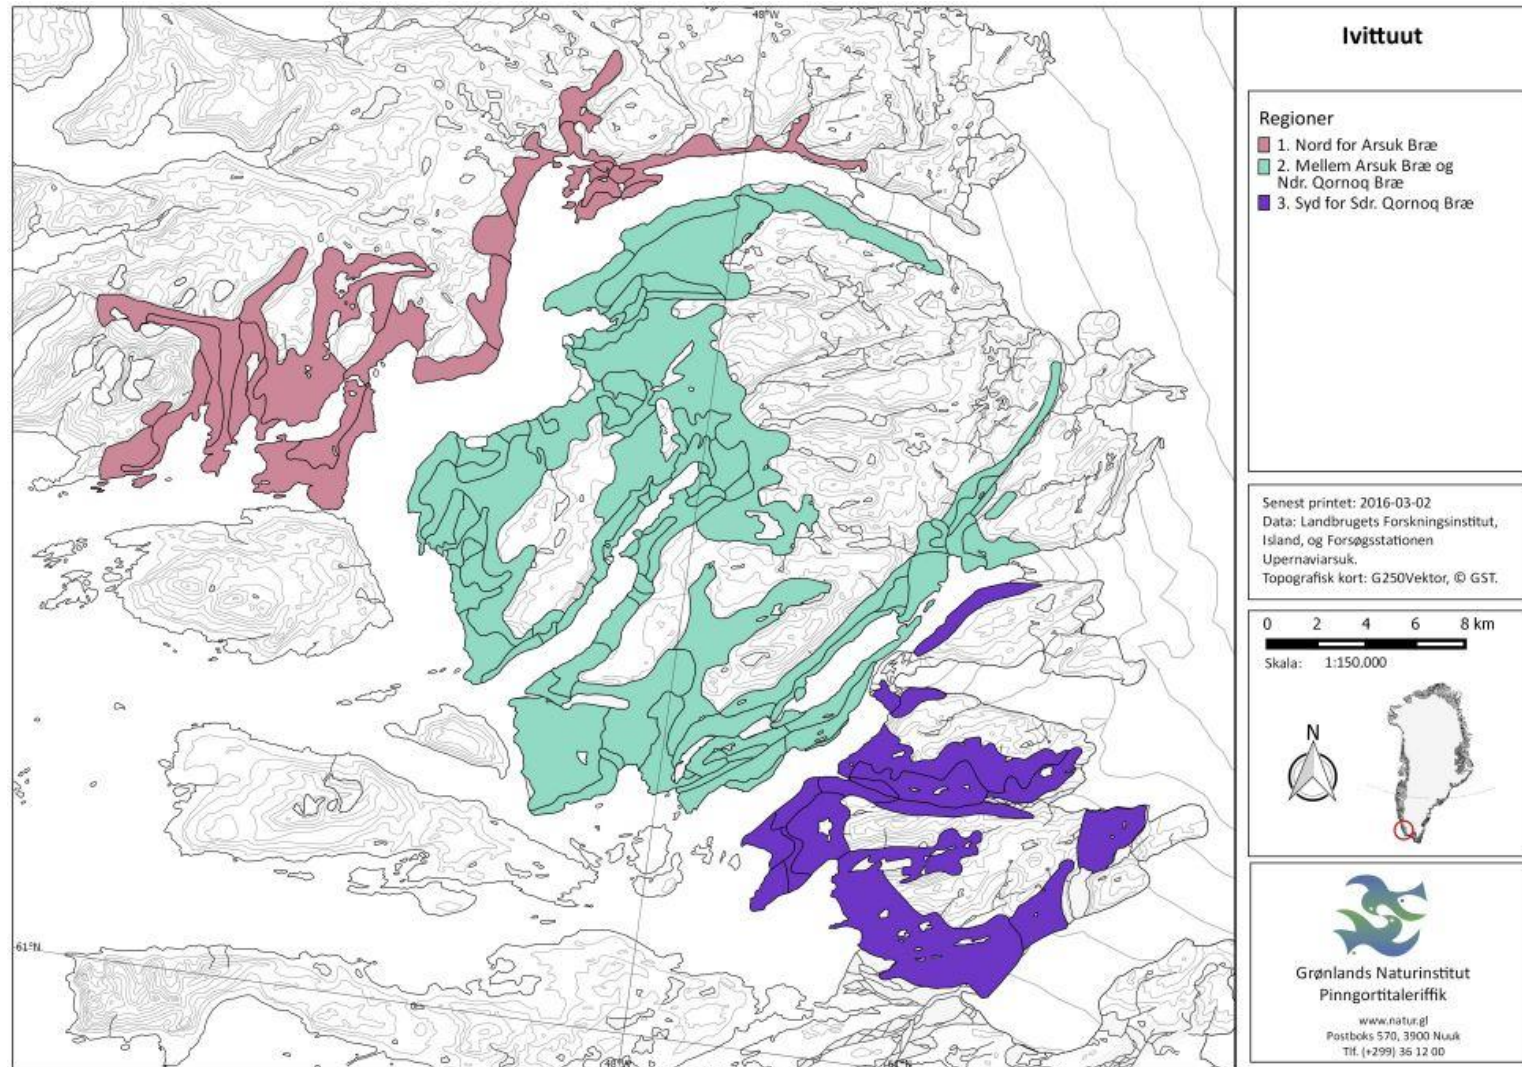 48°W
Ivittuut
Regioner
1. Nord for Arsuk Bræ
2. Mellem Arsuk Bræ og
Ndr. Qornoq Bræ
3. Syd for Sdr. Qornoq Bræ
Senest printet: 2016-03-02
Data: Landbrugets Forskningsinstitut,
Island, og Forsøgsstationen
Upernaviarsuk.
Topografisk kort: G250Vektor, © GST.
0 2 4 6 8 km
Skala: 1:150.000
N
61°N
Grønlands Naturinstitut
Pinngortitaleriffik
www.natur.gl
Postboks 570, 3900 Nuuk
Tlf. (+299) 36 12 00
48°W
61°N